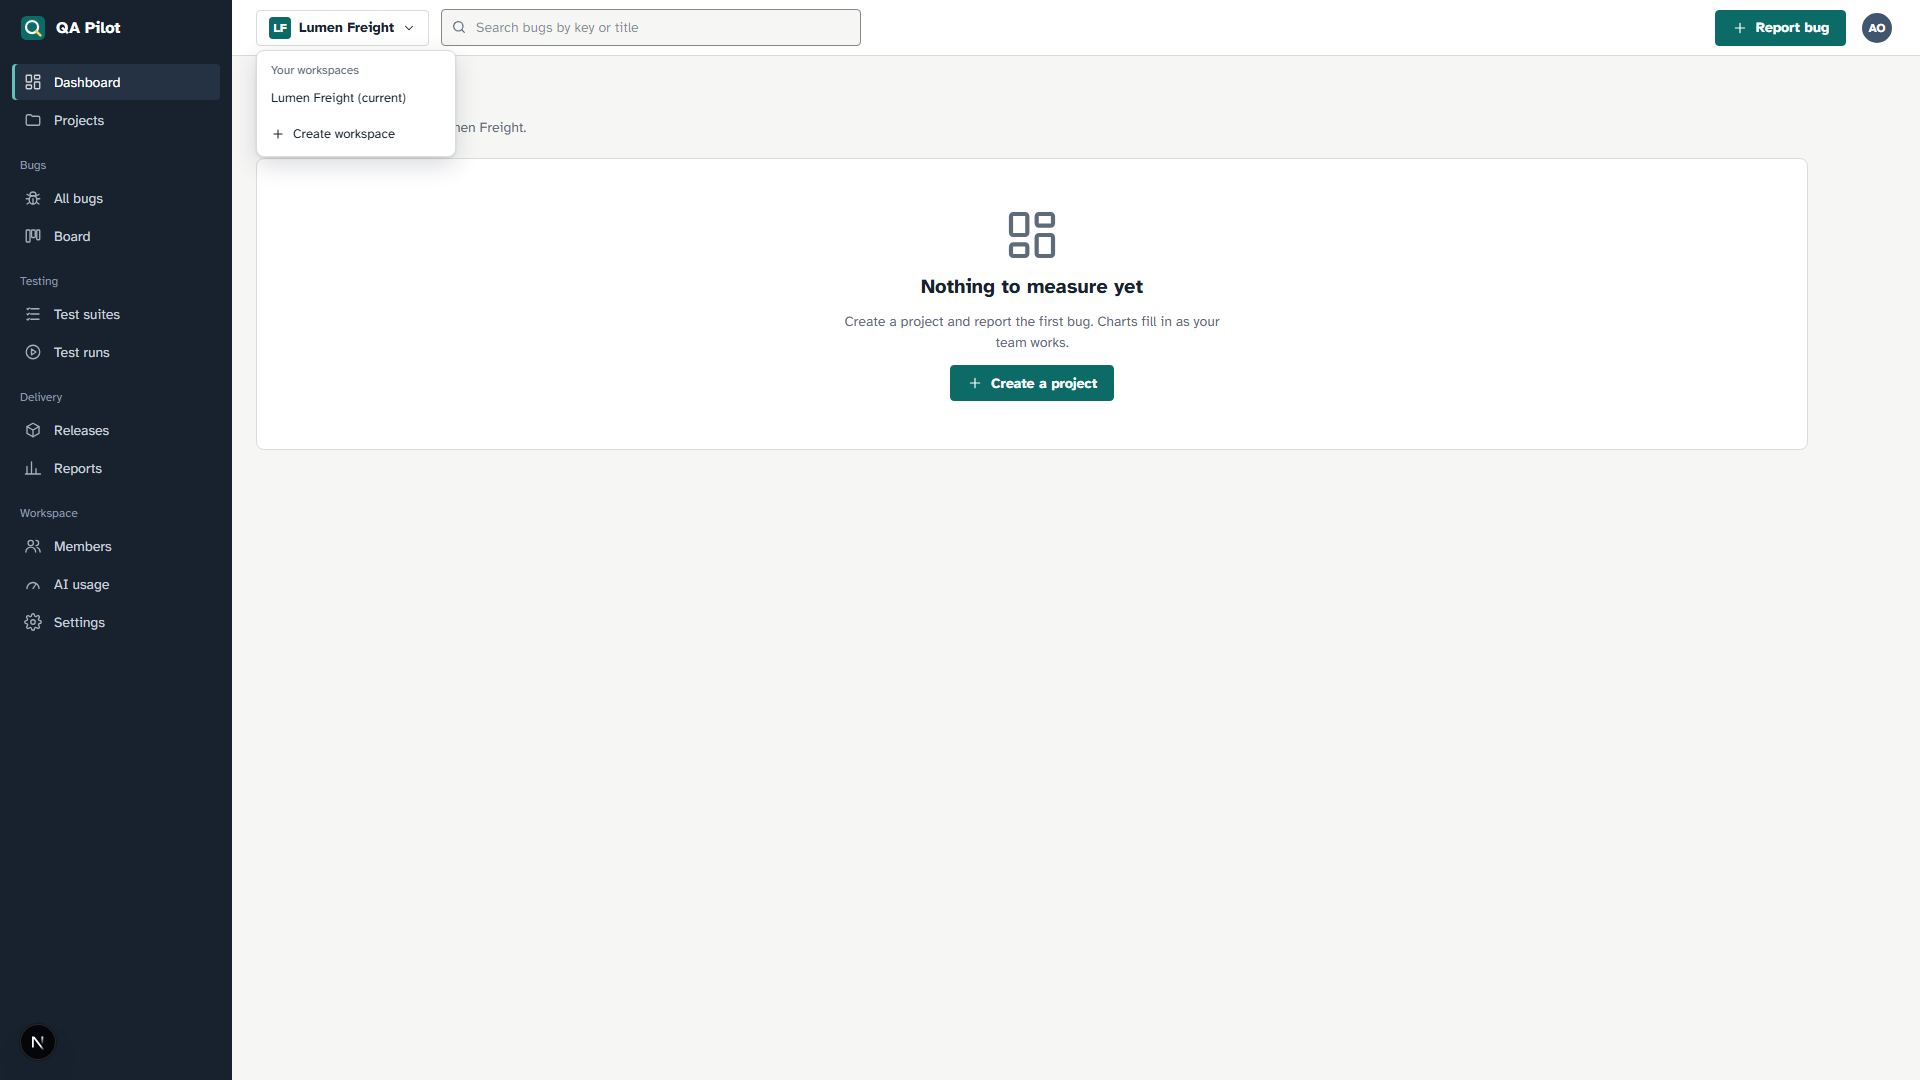 QA Pilot
LF Lumen Freight
Search bugs by key or title
Report bug
AO
Your workspaces
Lumen Freight (current)
Create workspace
Freight.
Dashboard
Projects
Bugs
All bugs
Board
Testing
Test suites
Test runs
Delivery
Releases
Reports
Workspace
Members
AI usage
Settings
Nothing to measure yet
Create a project and report the first bug. Charts fill in as your
team works.
Create a project
N